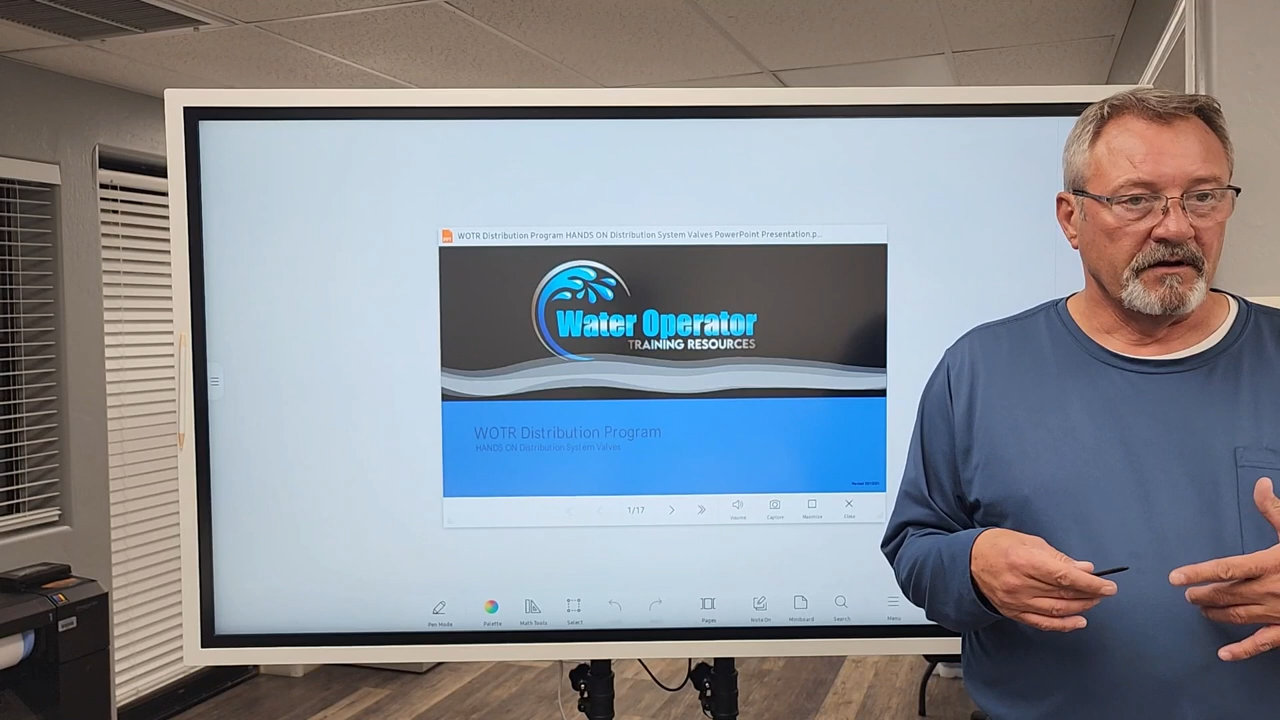 WOTR Distribution Program HANDS ON Distribution System Valves PowerPoint Presentation.p...
Water Operator
TRAINING RESOURCES
WOTR Distribution Program
HANDS ON Distribution System Valves
1/17
Volume
Capture
Maximize
Close
Pen Mode
Palette
Math Tools
Select
Pages
Note On
Miniboard
Search
Menu